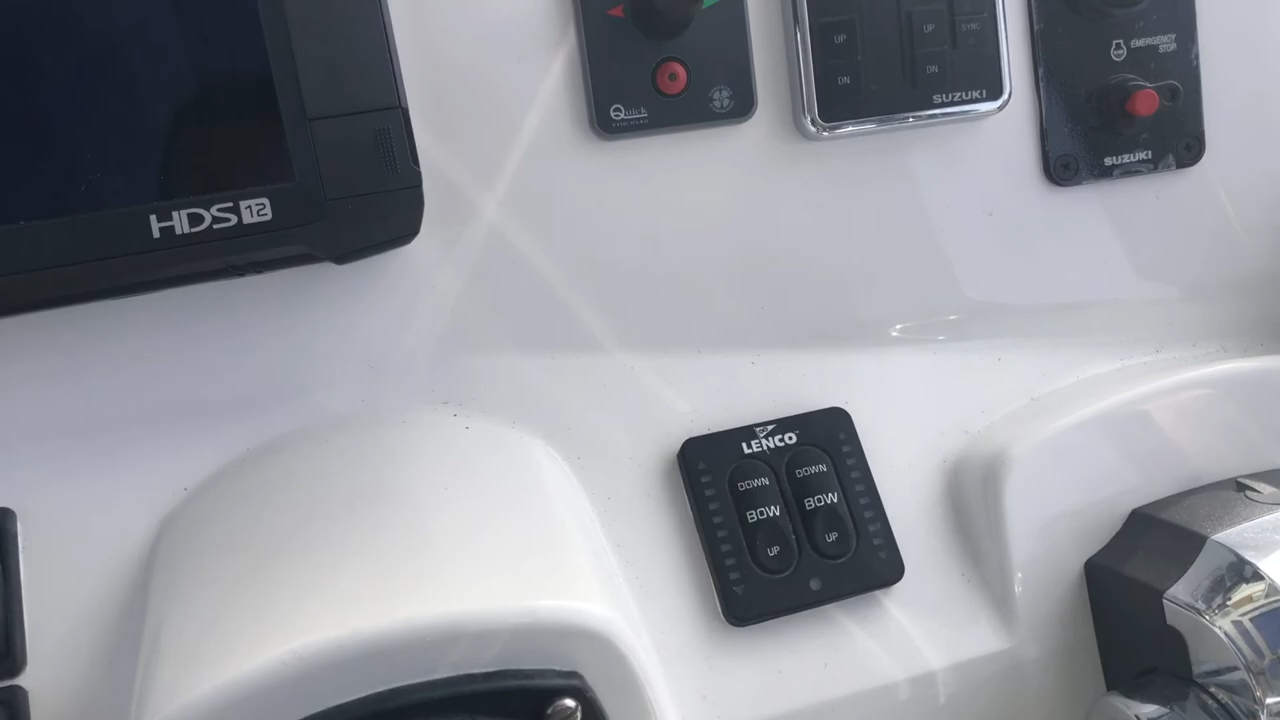 HDS 12
Quick
UP
DN
UP
DN
SYNC
SUZUKI
EMERGENCY
STOP
SUZUKI
LENCO
DOWN
BOW
UP
DOWN
BOW
UP